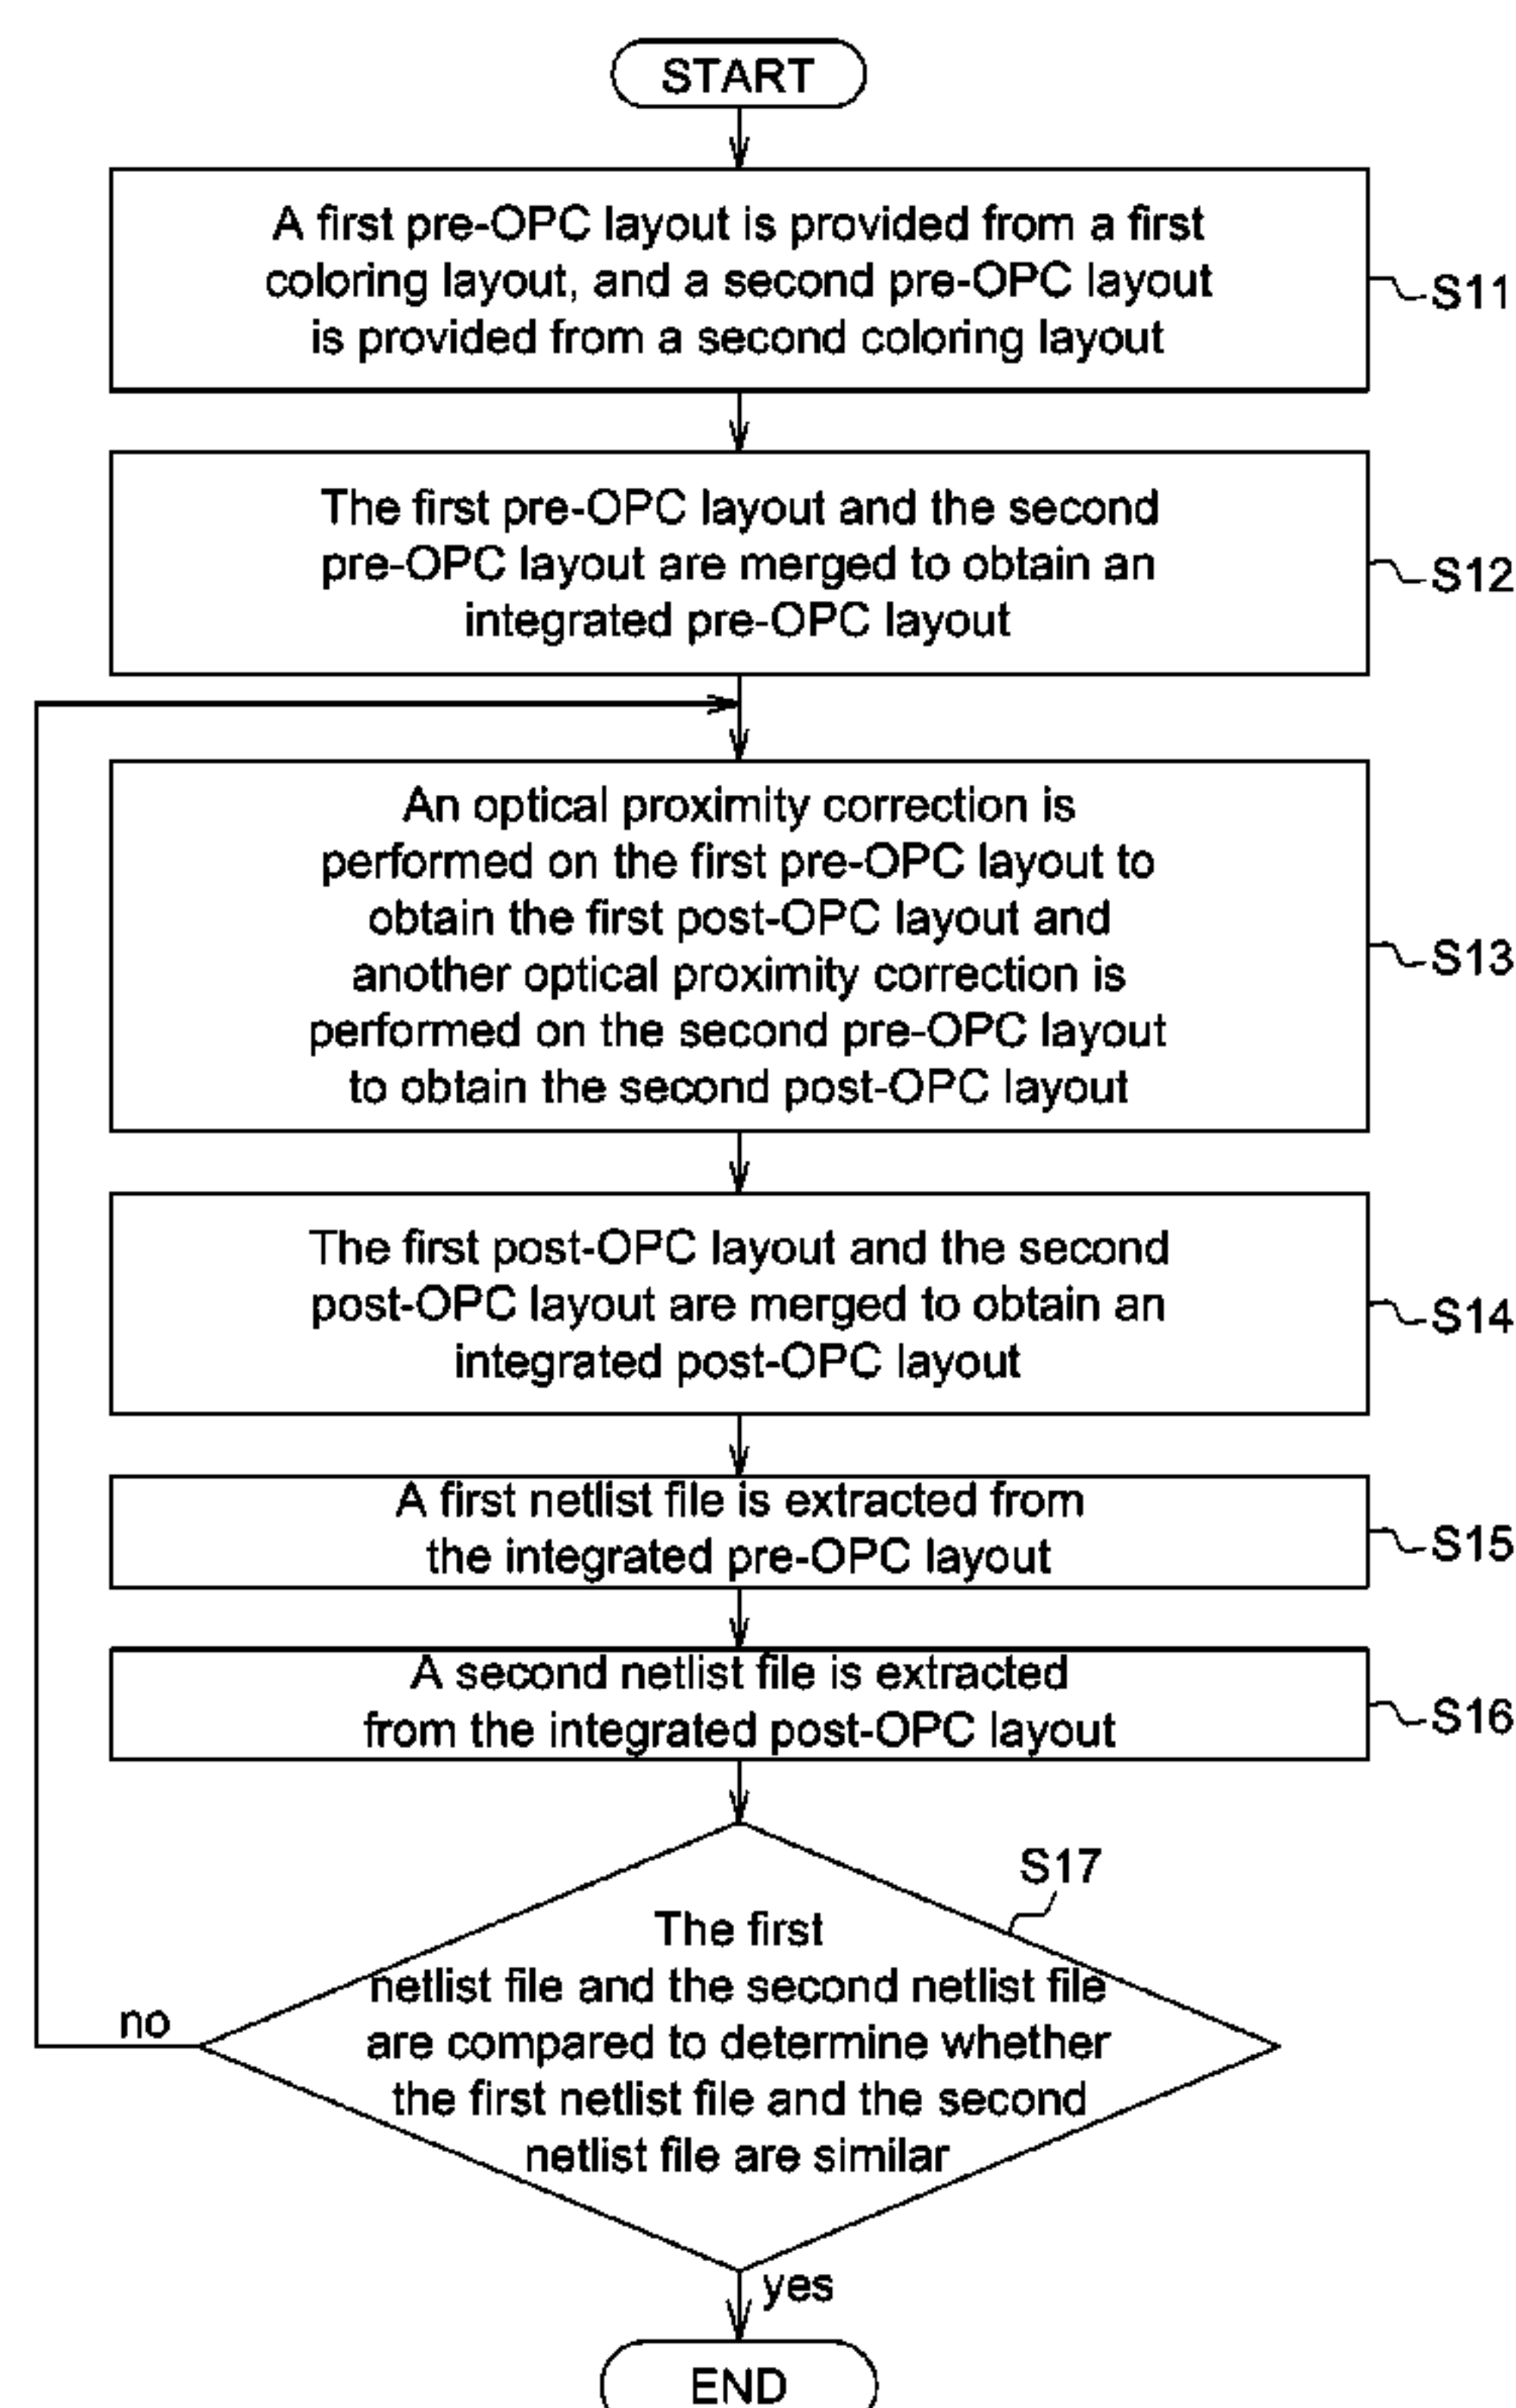 START
A first pre-OPC layout is provided from a first
coloring layout, and a second pre-OPC layout
is provided from a second coloring layout
S11
The first pre-OPC layout and the second
pre-OPC layout are merged to obtain an
integrated pre-OPC layout
S12
An optical proximity correction is
performed on the first pre-OPC layout to
obtain the first post-OPC layout and
another optical proximity correction is
performed on the second pre-OPC layout
to obtain the second post-OPC layout
S13
The first post-OPC layout and the second
post-OPC layout are merged to obtain an
integrated post-OPC layout
S14
A first netlist file is extracted from
the integrated pre-OPC layout
S15
A second netlist file is extracted
from the integrated post-OPC layout
S16
S17
The first
netlist file and the second netlist file
are compared to determine whether
the first netlist file and the second
netlist file are similar
no
yes
END